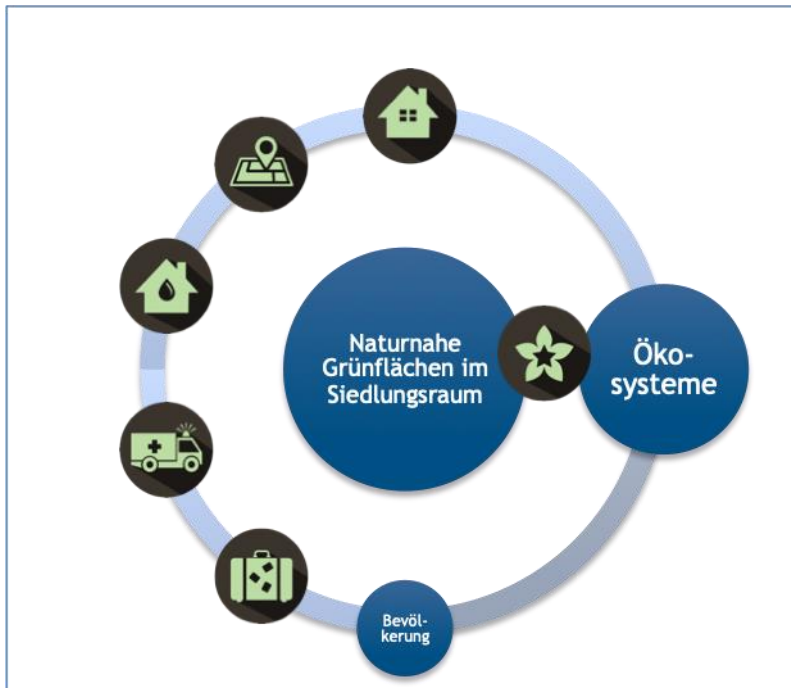 Naturnahe
Grünflächen im
Siedlungsraum
Öko-
systeme
Bevöl-
kerung